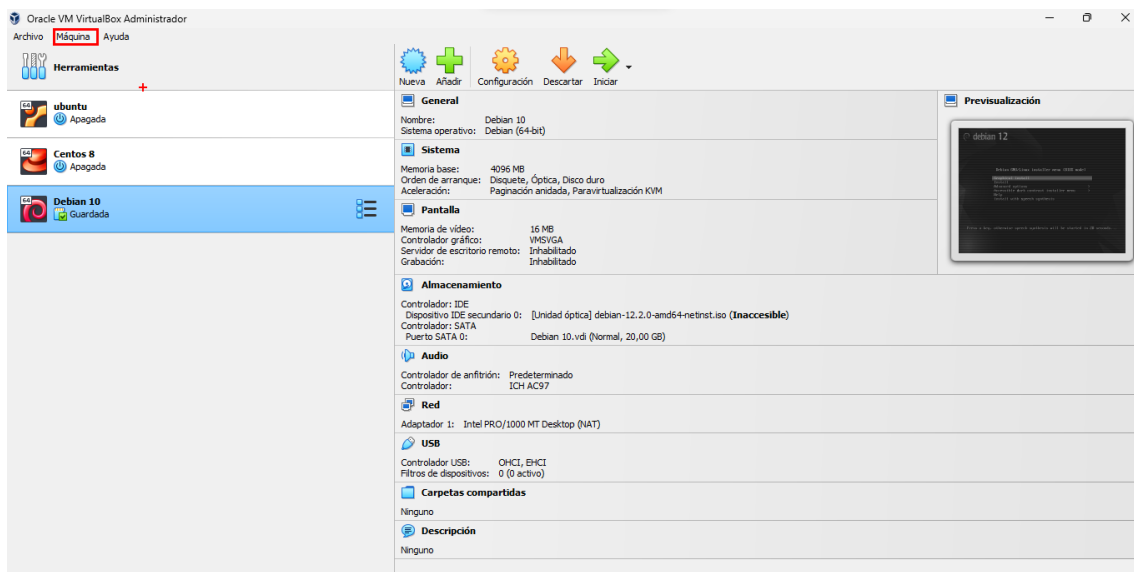 Oracle VM VirtualBox Administrador
Archivo Máquina Ayuda
Herramientas
64 ubuntu
Apagada
64 Centos 8
Apagada
64 Debian 10
Guardada
Nueva Añadir Configuración Descartar Iniciar
General
Nombre: Debian 10
Sistema operativo: Debian (64-bit)
Sistema
Memoria base: 4096 MB
Orden de arranque: Disquete, Óptica, Disco duro
Aceleración: Paginación anidada, Paravirtualización KVM
Pantalla
Memoria de vídeo: 16 MB
Controlador gráfico: VMSVGA
Servidor de escritorio remoto: Inhabilitado
Grabación: Inhabilitado
Almacenamiento
Controlador: IDE
Dispositivo IDE secundario 0: [Unidad óptica] debian-12.2.0-amd64-netinst.iso (Inaccesible)
Controlador: SATA
Puerto SATA 0: Debian 10.vdi (Normal, 20,00 GB)
Audio
Controlador de anfitrión: Predeterminado
Controlador: ICH AC97
Red
Adaptador 1: Intel PRO/1000 MT Desktop (NAT)
USB
Controlador USB: OHCI, EHCI
Filtros de dispositivos: 0 (0 activo)
Carpetas compartidas
Ninguno
Descripción
Ninguno
Previsualización
debian 12